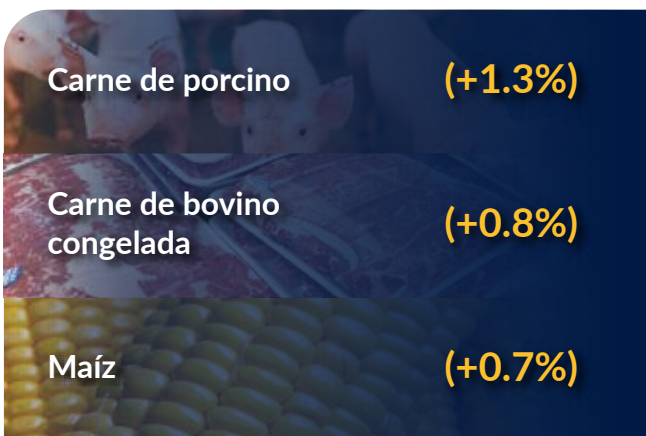 Carne de porcino (+1.3%)
Carne de bovino
congelada (+0.8%)
Maíz (+0.7%)